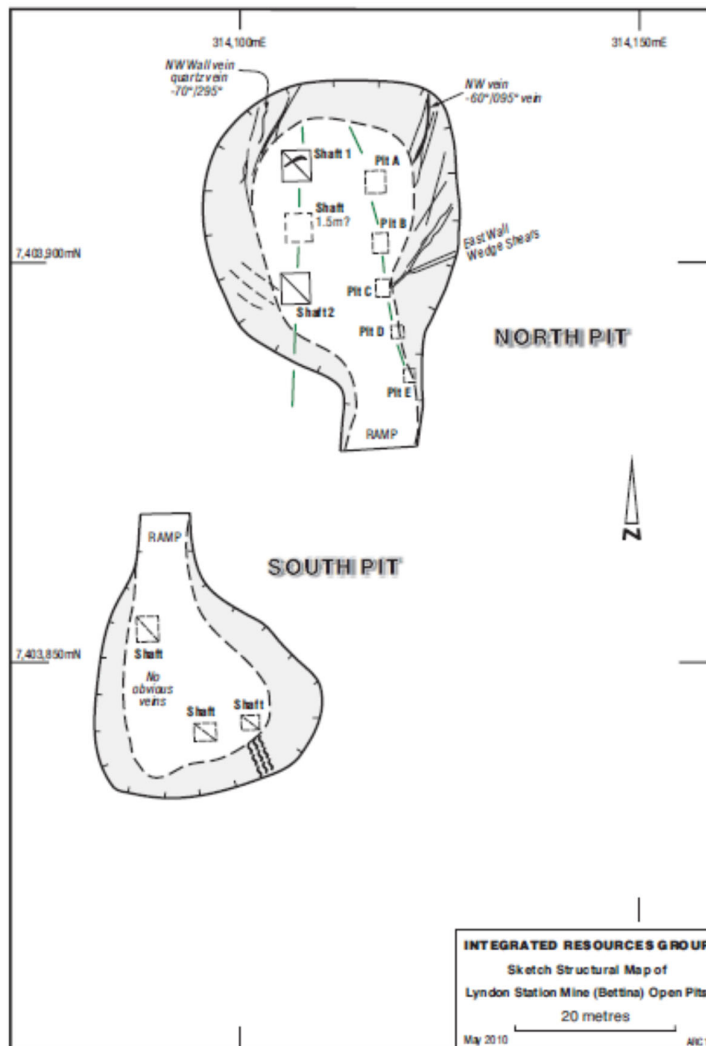 314,100mE
314,150mE
NW Wall vein
quartz vein
-70°/295°
NW vein
-60°/095° vein
Shaft 1
Pit A
Shaft
1.5m?
Pit B
East Wall
Wedge Shears
7,403,900mN
Pit C
Shaft 2
Pit D
NORTH PIT
Pit E
RAMP
N
RAMP
SOUTH PIT
7,403,850mN
Shaft
No
obvious
veins
Shaft
Shaft
INTEGRATED RESOURCES GROUP
Sketch Structural Map of
Lyndon Station Mine (Bettina) Open Pits
20 metres
May 2010